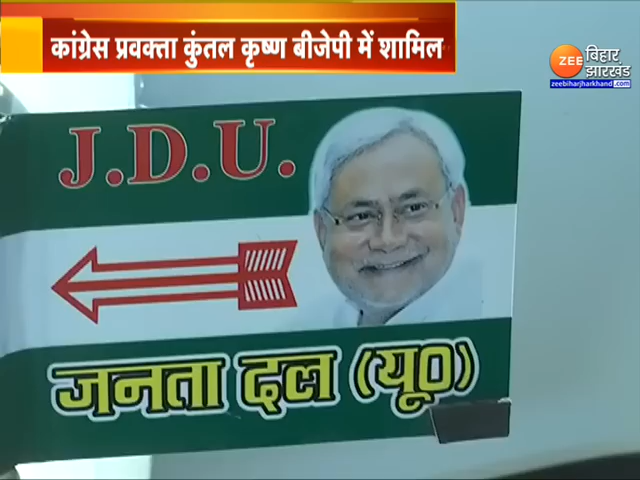 कांग्रेस प्रवक्ता कुंतल कृष्ण बीजेपी में शामिल
ZEE बिहार झारखंड
zeebiharjharkhand.com
J.D.U.
जनता दल (यू०)